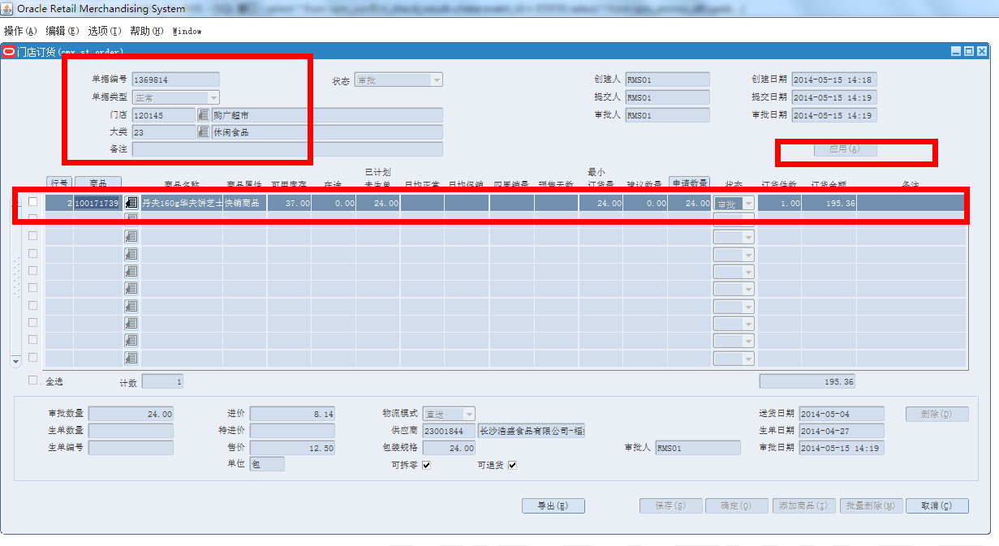 Oracle Retail Merchandising System
操作(A) 编辑(E) 选项(I) 帮助(H) Window
门店订货(cmx_st_order)
单据编号 1369814 状态 审批 创建人 RMS01 创建日期 2014-05-15 14:18
单据类型 正常 提交人 RMS01 提交日期 2014-05-15 14:19
门店 120145 购广超市 审批人 RMS01 审批日期 2014-05-15 14:19
大类 23 休闲食品
备注 应用(A)
已计划 最小
行号 商品 商品名称 商品属性 可用库存 在途 未生单 日均正常 日均促销 四周销量 预售天数 订货量 建议数量 申请数量 状态 订货件数 订货金额 备注
2 100171739 丹夫160g华夫饼芝士 快销商品 37.00 0.00 24.00 24.00 0.00 24.00 审批 1.00 195.36
全选 计数 1 195.36
审批数量 24.00 进价 8.14 物流模式 直送 送货日期 2014-05-04 删除(D)
生单数量 特进价 供应商 23001844 长沙浩盛食品有限公司-福 生单日期 2014-04-27
生单编号 售价 12.50 包装规格 24.00 审批人 RMS01 审批日期 2014-05-15 14:19
单位 包 可拆零 可退货
导出(E) 保存(S) 确定(O) 添加商品(I) 批量删除(M) 取消(C)